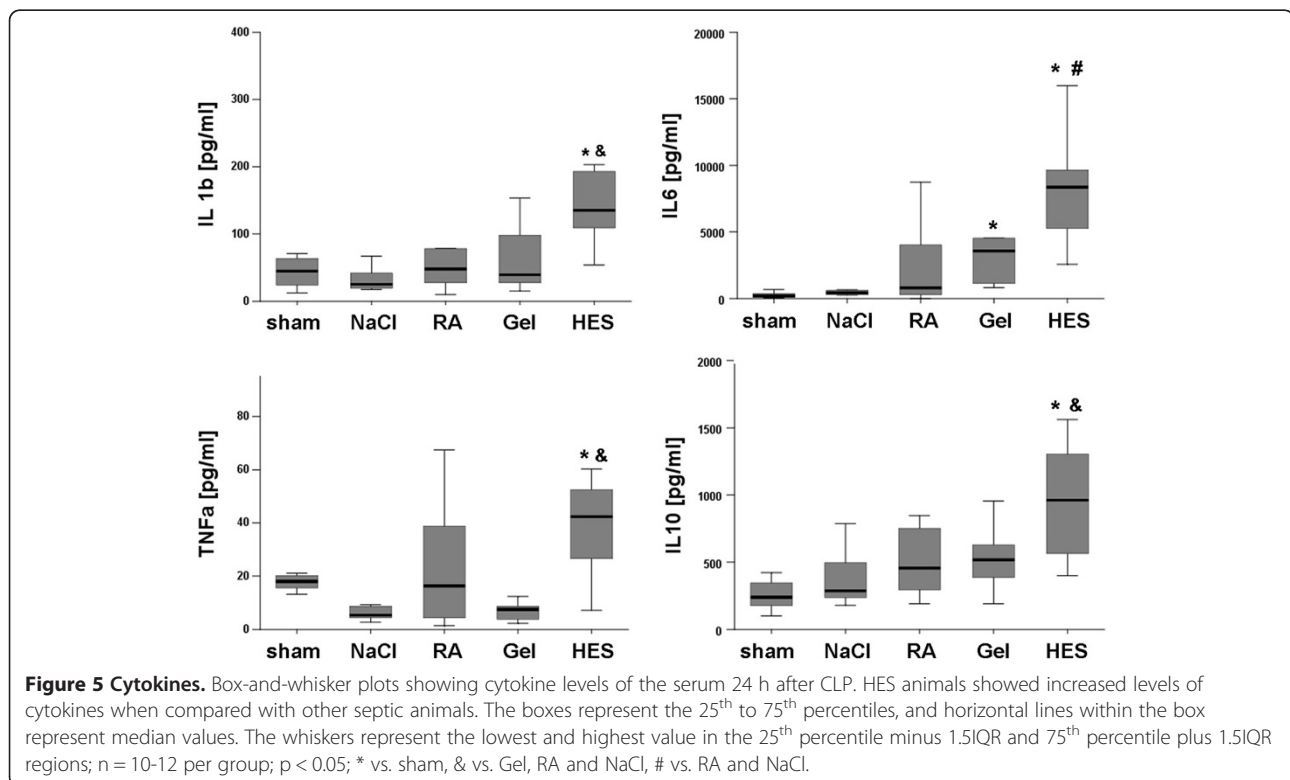 400
300
200
100
0
IL 1b [pg/ml]
* &
sham NaCl RA Gel HES
20000
15000
10000
5000
0
IL6 [pg/ml]
* #
*
sham NaCl RA Gel HES
80
60
40
20
0
TNFa [pg/ml]
* &
sham NaCl RA Gel HES
2000
1500
1000
500
0
IL10 [pg/ml]
* &
sham NaCl RA Gel HES
Figure 5 Cytokines. Box-and-whisker plots showing cytokine levels of the serum 24 h after CLP. HES animals showed increased levels of
cytokines when compared with other septic animals. The boxes represent the 25th to 75th percentiles, and horizontal lines within the box
represent median values. The whiskers represent the lowest and highest value in the 25th percentile minus 1.5IQR and 75th percentile plus 1.5IQR
regions; n = 10-12 per group; p < 0.05; * vs. sham, & vs. Gel, RA and NaCl, # vs. RA and NaCl.